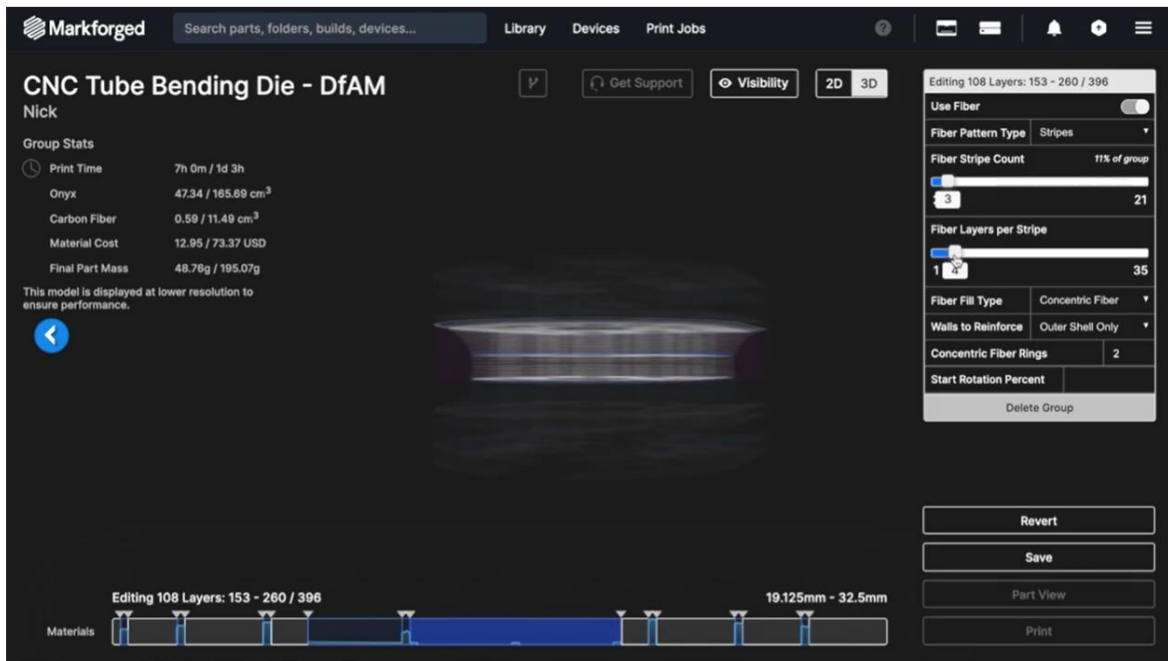 Markforged
Search parts, folders, builds, devices...
Library
Devices
Print Jobs
CNC Tube Bending Die - DfAM
Nick
Get Support
Visibility
2D
3D
Group Stats
Print Time 7h 0m / 1d 3h
Onyx 47.34 / 165.69 cm³
Carbon Fiber 0.59 / 11.49 cm³
Material Cost 12.95 / 73.37 USD
Final Part Mass 48.76g / 195.07g
This model is displayed at lower resolution to
ensure performance.
Editing 108 Layers: 153 - 260 / 396
Use Fiber
Fiber Pattern Type Stripes
Fiber Stripe Count 11% of group
3 21
Fiber Layers per Stripe
1 4 35
Fiber Fill Type Concentric Fiber
Walls to Reinforce Outer Shell Only
Concentric Fiber Rings 2
Start Rotation Percent
Delete Group
Revert
Save
Part View
Print
Editing 108 Layers: 153 - 260 / 396
19.125mm - 32.5mm
Materials